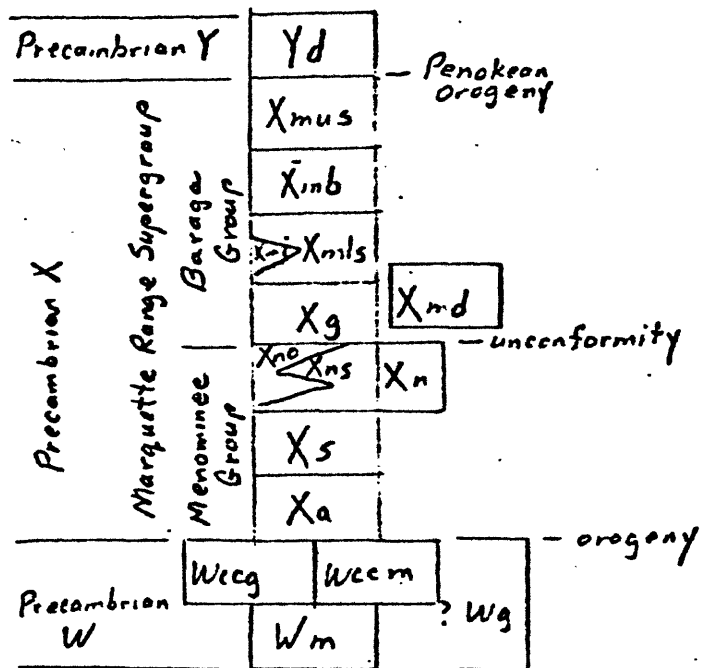 Precambrian Y
Yd
Penokean
orogeny
Xmus
Xmb
Xmls
Xmd
Xg
unconformity
Xno
Xns
Xn
Xs
Xa
Precambrian X
Marquette Range Supergroup
Baraga
Group
Menominee
Group
orogeny
Wccg
Wccm
Precambrian
W
Wm
? Wg